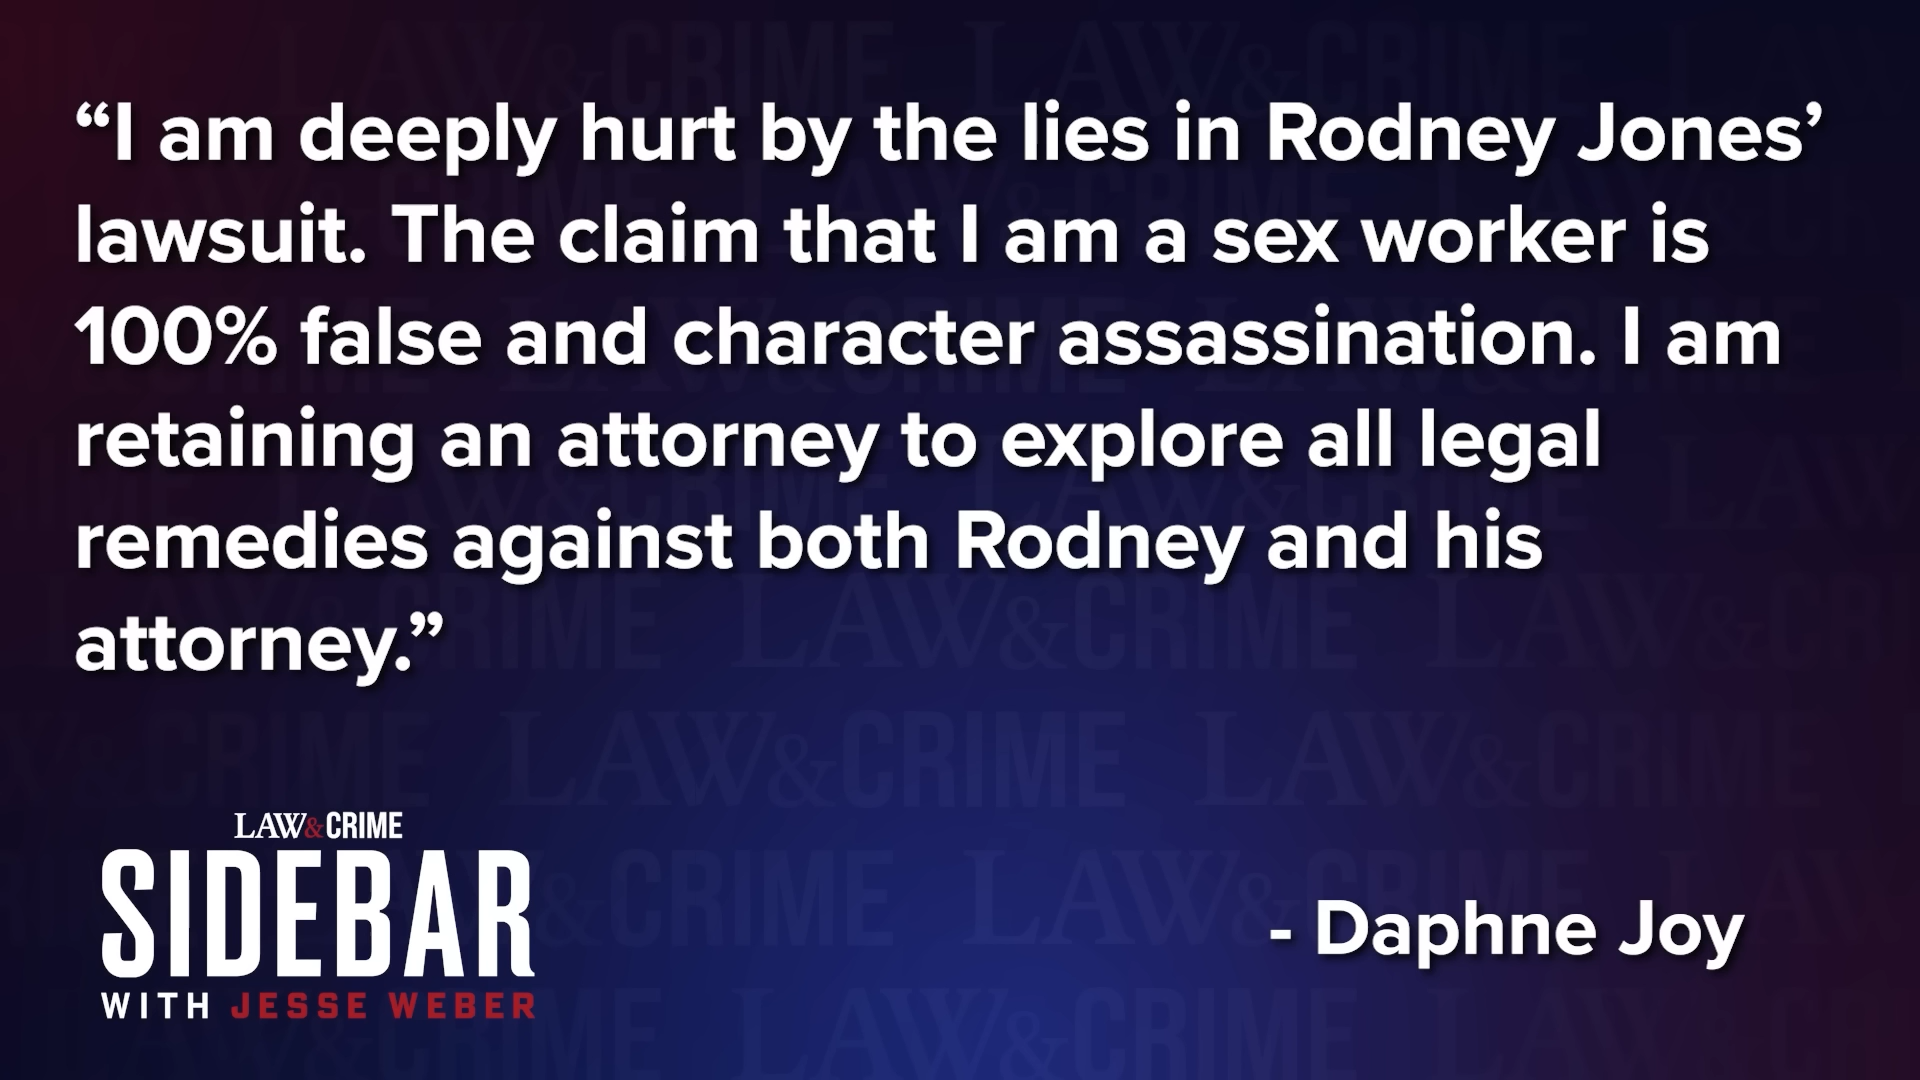 “I am deeply hurt by the lies in Rodney Jones’
lawsuit. The claim that I am a sex worker is
100% false and character assassination. I am
retaining an attorney to explore all legal
remedies against both Rodney and his
attorney.”
LAW&CRIME
SIDEBAR
WITH JESSE WEBER
- Daphne Joy